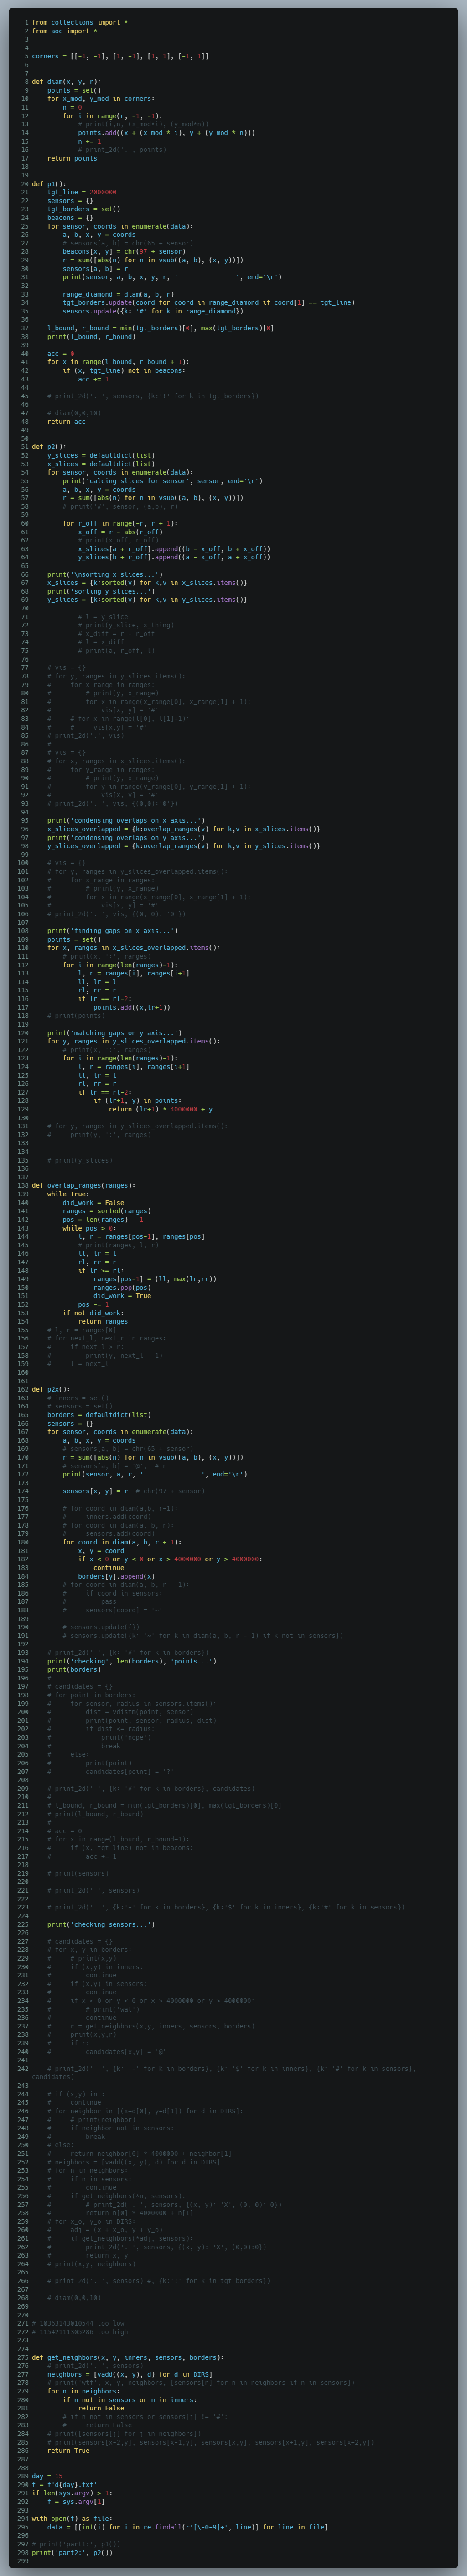 1 from collections import *
2 from aoc import *
3
4
5 corners = [[-1, -1], [1, -1], [1, 1], [-1, 1]]
6
7
8 def diam(x, y, r):
9     points = set()
10     for x_mod, y_mod in corners:
11         n = 0
12         for i in range(r, -1, -1):
13             # print(i,n, (x_mod*i), (y_mod*n))
14             points.add((x + (x_mod * i), y + (y_mod * n)))
15             n += 1
16             # print_2d('.', points)
17     return points
18
19
20 def p1():
21     tgt_line = 2000000
22     sensors = {}
23     tgt_borders = set()
24     beacons = {}
25     for sensor, coords in enumerate(data):
26         a, b, x, y = coords
27         # sensors[a, b] = chr(65 + sensor)
28         beacons[x, y] = chr(97 + sensor)
29         r = sum([abs(n) for n in vsub((a, b), (x, y))])
30         sensors[a, b] = r
31         print(sensor, a, b, x, y, r, '               ', end='\r')
32
33         range_diamond = diam(a, b, r)
34         tgt_borders.update(coord for coord in range_diamond if coord[1] == tgt_line)
35         sensors.update({k: '#' for k in range_diamond})
36
37     l_bound, r_bound = min(tgt_borders)[0], max(tgt_borders)[0]
38     print(l_bound, r_bound)
39
40     acc = 0
41     for x in range(l_bound, r_bound + 1):
42         if (x, tgt_line) not in beacons:
43             acc += 1
44
45     # print_2d('. ', sensors, {k:'!' for k in tgt_borders})
46
47     # diam(0,0,10)
48     return acc
49
50
51 def p2():
52     y_slices = defaultdict(list)
53     x_slices = defaultdict(list)
54     for sensor, coords in enumerate(data):
55         print('calcing slices for sensor', sensor, end='\r')
56         a, b, x, y = coords
57         r = sum([abs(n) for n in vsub((a, b), (x, y))])
58         # print('#', sensor, (a,b), r)
59
60         for r_off in range(-r, r + 1):
61             x_off = r - abs(r_off)
62             # print(x_off, r_off)
63             x_slices[a + r_off].append((b - x_off, b + x_off))
64             y_slices[b + r_off].append((a - x_off, a + x_off))
65
66     print('\nsorting x slices...')
67     x_slices = {k:sorted(v) for k,v in x_slices.items()}
68     print('sorting y slices...')
69     y_slices = {k:sorted(v) for k,v in y_slices.items()}
70
71             # l = y_slice
72             # print(y_slice, x_thing)
73             # x_diff = r - r_off
74             # l = x_diff
75             # print(a, r_off, l)
76
77     # vis = {}
78     # for y, ranges in y_slices.items():
79     #     for x_range in ranges:
80     #         # print(y, x_range)
81     #         for x in range(x_range[0], x_range[1] + 1):
82     #             vis[x, y] = '#'
83     #     # for x in range(l[0], l[1]+1):
84     #     #     vis[x,y] = '#'
85     # print_2d('.', vis)
86     #
87     # vis = {}
88     # for x, ranges in x_slices.items():
89     #     for y_range in ranges:
90     #         # print(y, x_range)
91     #         for y in range(y_range[0], y_range[1] + 1):
92     #             vis[x, y] = '#'
93     # print_2d('. ', vis, {(0,0):'0'})
94
95     print('condensing overlaps on x axis...')
96     x_slices_overlapped = {k:overlap_ranges(v) for k,v in x_slices.items()}
97     print('condensing overlaps on y axis...')
98     y_slices_overlapped = {k:overlap_ranges(v) for k,v in y_slices.items()}
99
100     # vis = {}
101     # for y, ranges in y_slices_overlapped.items():
102     #     for x_range in ranges:
103     #         # print(y, x_range)
104     #         for x in range(x_range[0], x_range[1] + 1):
105     #             vis[x, y] = '#'
106     # print_2d('. ', vis, {(0, 0): '0'})
107
108     print('finding gaps on x axis...')
109     points = set()
110     for x, ranges in x_slices_overlapped.items():
111         # print(x, ':', ranges)
112         for i in range(len(ranges)-1):
113             l, r = ranges[i], ranges[i+1]
114             ll, lr = l
115             rl, rr = r
116             if lr == rl-2:
117                 points.add((x,lr+1))
118     # print(points)
119
120     print('matching gaps on y axis...')
121     for y, ranges in y_slices_overlapped.items():
122         # print(x, ':', ranges)
123         for i in range(len(ranges)-1):
124             l, r = ranges[i], ranges[i+1]
125             ll, lr = l
126             rl, rr = r
127             if lr == rl-2:
128                 if (lr+1, y) in points:
129                     return (lr+1) * 4000000 + y
130
131     # for y, ranges in y_slices_overlapped.items():
132     #     print(y, ':', ranges)
133
134
135     # print(y_slices)
136
137
138 def overlap_ranges(ranges):
139     while True:
140         did_work = False
141         ranges = sorted(ranges)
142         pos = len(ranges) - 1
143         while pos > 0:
144             l, r = ranges[pos-1], ranges[pos]
145             # print(ranges, l, r)
146             ll, lr = l
147             rl, rr = r
148             if lr >= rl:
149                 ranges[pos-1] = (ll, max(lr,rr))
150                 ranges.pop(pos)
151                 did_work = True
152             pos -= 1
153         if not did_work:
154             return ranges
155     # l, r = ranges[0]
156     # for next_l, next_r in ranges:
157     #     if next_l > r:
158     #         print(y, next_l - 1)
159     #     l = next_l
160
161
162 def p2x():
163     # inners = set()
164     # sensors = set()
165     borders = defaultdict(list)
166     sensors = {}
167     for sensor, coords in enumerate(data):
168         a, b, x, y = coords
169         # sensors[a, b] = chr(65 + sensor)
170         r = sum([abs(n) for n in vsub((a, b), (x, y))])
171         # sensors[a, b] = '@',  # r
172         print(sensor, a, r, '               ', end='\r')
173
174         sensors[x, y] = r  # chr(97 + sensor)
175
176         # for coord in diam(a,b, r-1):
177         #     inners.add(coord)
178         # for coord in diam(a, b, r):
179         #     sensors.add(coord)
180         for coord in diam(a, b, r + 1):
181             x, y = coord
182             if x < 0 or y < 0 or x > 4000000 or y > 4000000:
183                 continue
184             borders[y].append(x)
185         # for coord in diam(a, b, r - 1):
186         #     if coord in sensors:
187         #         pass
188         #     sensors[coord] = '~'
189
190         # sensors.update({})
191         # sensors.update({k: '~' for k in diam(a, b, r - 1) if k not in sensors})
192
193     # print_2d(' ', {k: '#' for k in borders})
194     print('checking', len(borders), 'points...')
195     print(borders)
196     #
197     # candidates = {}
198     # for point in borders:
199     #     for sensor, radius in sensors.items():
200     #         dist = vdistm(point, sensor)
201     #         print(point, sensor, radius, dist)
202     #         if dist <= radius:
203     #             print('nope')
204     #             break
205     #     else:
206     #         print(point)
207     #         candidates[point] = '?'
208
209     # print_2d(' ', {k: '#' for k in borders}, candidates)
210     #
211     # l_bound, r_bound = min(tgt_borders)[0], max(tgt_borders)[0]
212     # print(l_bound, r_bound)
213     #
214     # acc = 0
215     # for x in range(l_bound, r_bound+1):
216     #     if (x, tgt_line) not in beacons:
217     #         acc += 1
218
219     # print(sensors)
220
221     # print_2d(' ', sensors)
222
223     # print_2d('  ', {k:'-' for k in borders}, {k:'$' for k in inners}, {k:'#' for k in sensors})
224
225     print('checking sensors...')
226
227     # candidates = {}
228     # for x, y in borders:
229     #     # print(x,y)
230     #     if (x,y) in inners:
231     #         continue
232     #     if (x,y) in sensors:
233     #         continue
234     #     if x < 0 or y < 0 or x > 4000000 or y > 4000000:
235     #         # print('wwt')
236     #         continue
237     #     r = get_neighbors(x,y, inners, sensors, borders)
238     #     print(x,y,r)
239     #     if r:
240     #         candidates[x,y] = '@'
241
242     # print_2d('  ', {k: '-' for k in borders}, {k: '$' for k in inners}, {k: '#' for k in sensors},
candidates)
243
244     # if (x,y) in :
245     #     continue
246     # for neighbor in [(x+d[0], y+d[1]) for d in DIRS]:
247     #     # print(neighbor)
248     #     if neighbor not in sensors:
249     #         break
250     # else:
251     #     return neighbor[0] * 4000000 + neighbor[1]
252     # neighbors = [vadd((x, y), d) for d in DIRS]
253     # for n in neighbors:
254     #     if n in sensors:
255     #         continue
256     #     if get_neighbors(*n, sensors):
257     #         # print_2d('. ', sensors, {(x, y): 'X', (0, 0): 0})
258     #         return n[0] * 4000000 + n[1]
259     # for x_o, y_o in DIRS:
260     #     adj = (x + x_o, y + y_o)
261     #     if get_neighbors(*adj, sensors):
262     #         print_2d('. ', sensors, {(x, y): 'X', (0,0):0})
263     #         return x, y
264     # print(x,y, neighbors)
265
266     # print_2d('. ', sensors) #, {k:'!' for k in tgt_borders})
267
268     # diam(0,0,10)
269
270
271 # 10363143818544 too low
272 # 11542111305286 too high
273
274
275 def get_neighbors(x, y, inners, sensors, borders):
276     # print_2d('. ', sensors)
277     neighbors = [vadd((x, y), d) for d in DIRS]
278     # print('wtf', x, y, neighbors, [sensors[n] for n in neighbors if n in sensors])
279     for n in neighbors:
280         if n not in sensors or n in inners:
281             return False
282         # if n not in sensors or sensors[j] != '#':
283         #     return False
284     # print([sensors[j] for j in neighbors])
285     # print(sensors[x-2,y], sensors[x-1,y], sensors[x,y], sensors[x+1,y], sensors[x+2,y])
286     return True
287
288
289 day = 15
290 f = f'd{day}.txt'
291 if len(sys.argv) > 1:
292     f = sys.argv[1]
293
294 with open(f) as file:
295     data = [[int(i) for i in re.findall(r'[\-0-9]+', line)] for line in file]
296
297 # print('part1:', p1())
298 print('part2:', p2())
299